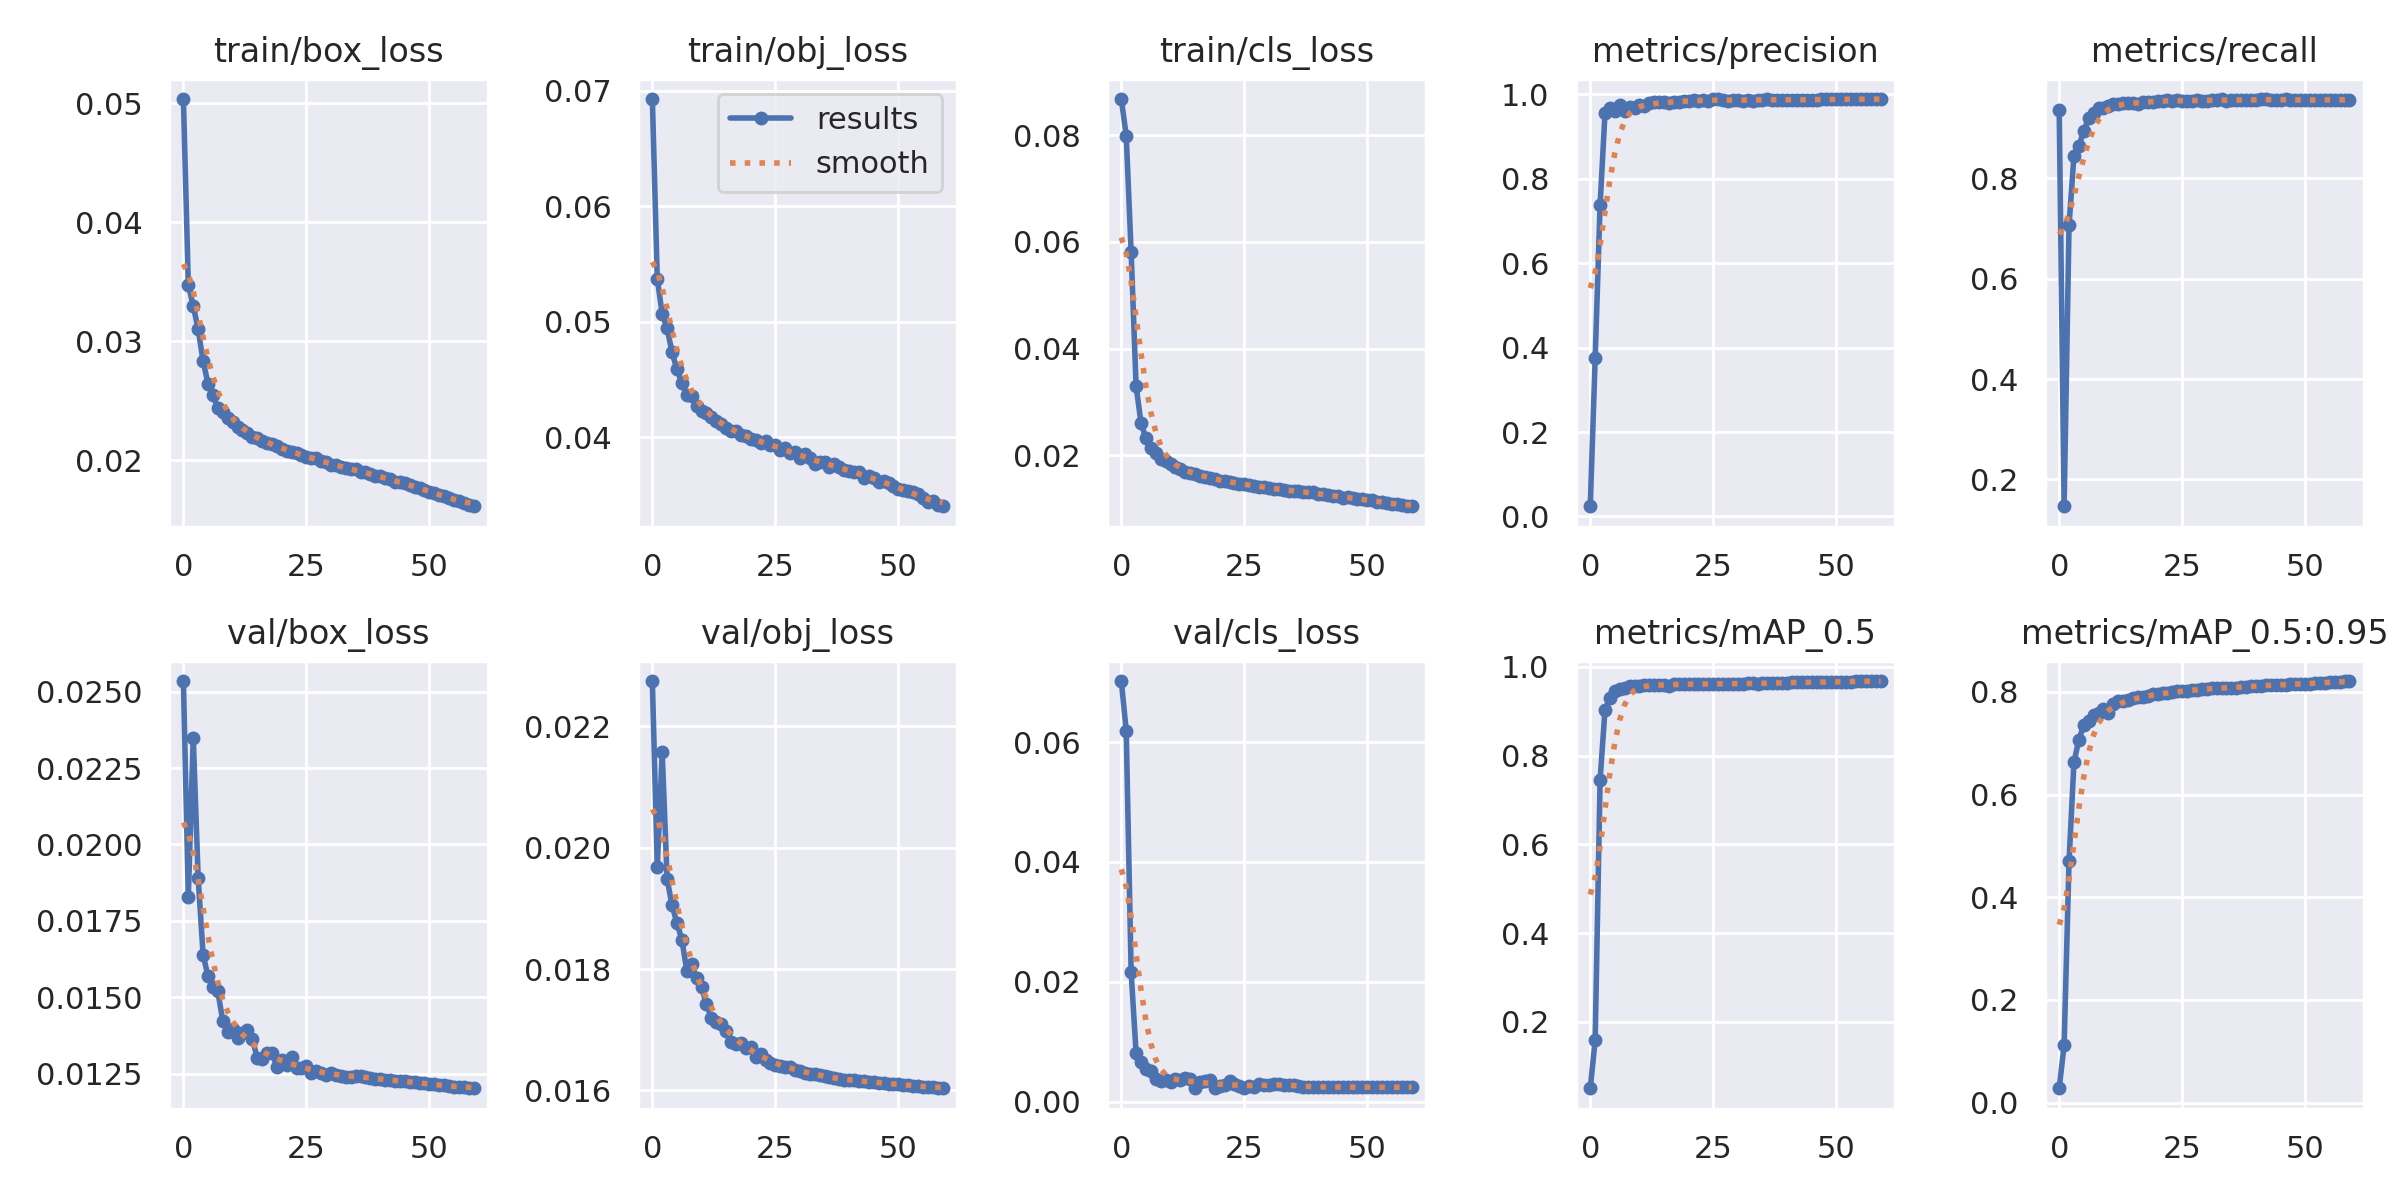 train/box_loss
0.05
0.04
0.03
0.02
0 25 50
train/obj_loss
results
smooth
0.07
0.06
0.05
0.04
0 25 50
train/cls_loss
0.08
0.06
0.04
0.02
0 25 50
metrics/precision
1.0
0.8
0.6
0.4
0.2
0.0
0 25 50
metrics/recall
0.8
0.6
0.4
0.2
0 25 50
val/box_loss
0.0250
0.0225
0.0200
0.0175
0.0150
0.0125
0 25 50
val/obj_loss
0.022
0.020
0.018
0.016
0 25 50
val/cls_loss
0.06
0.04
0.02
0.00
0 25 50
metrics/mAP_0.5
1.0
0.8
0.6
0.4
0.2
0 25 50
metrics/mAP_0.5:0.95
0.8
0.6
0.4
0.2
0.0
0 25 50